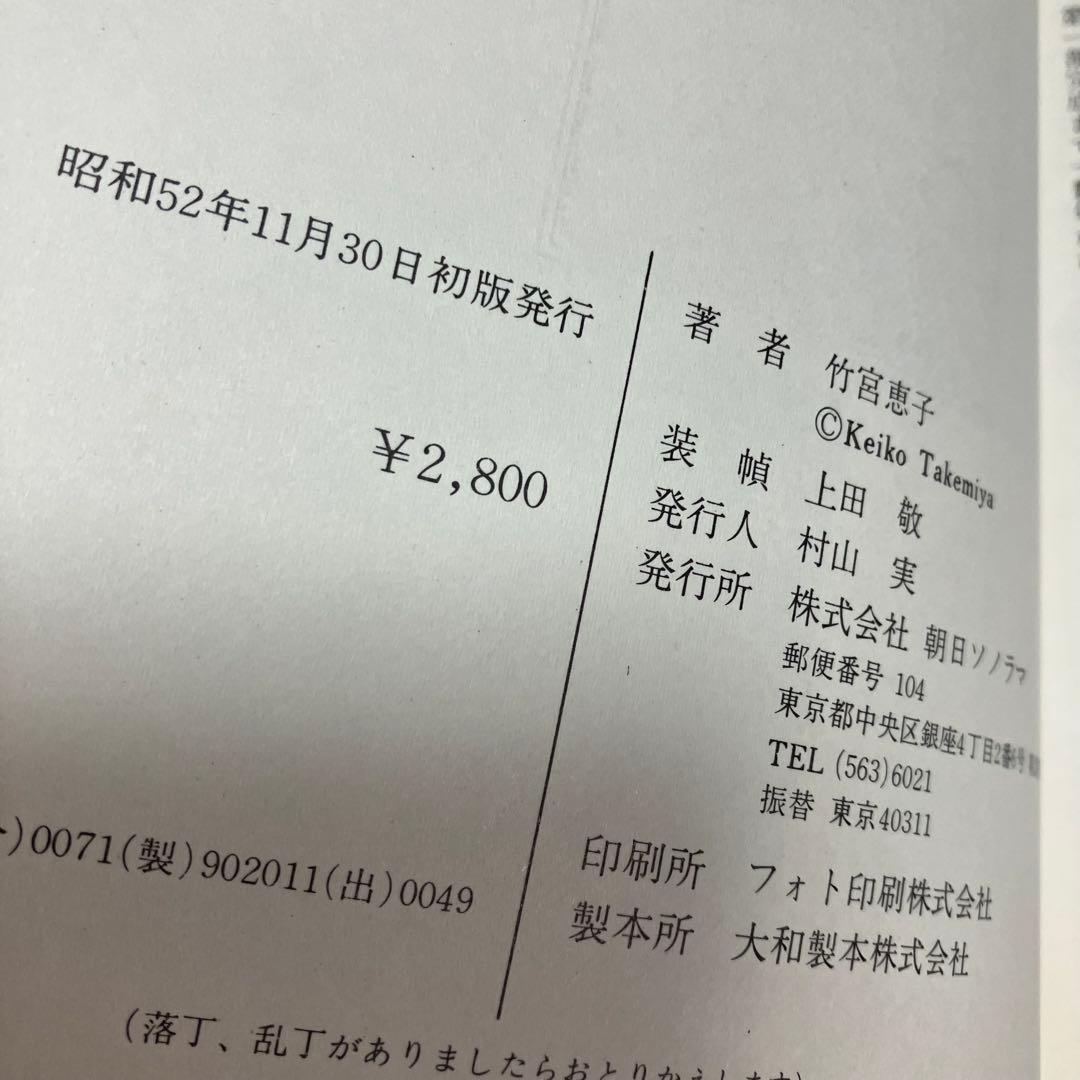 昭和52年11月30日初版発行
¥2,800
)0071(製)902011(出)0049
著者 竹宮恵子
©Keiko Takemiya
装幀 上田 敬
発行人 村山 実
発行所 株式会社 朝日ソノラマ
郵便番号 104
東京都中央区銀座4丁目2番6号
TEL (563)6021
振替 東京40311
印刷所 フォト印刷株式会社
製本所 大和製本株式会社
(落丁、乱丁がありましたらおとりかえします)